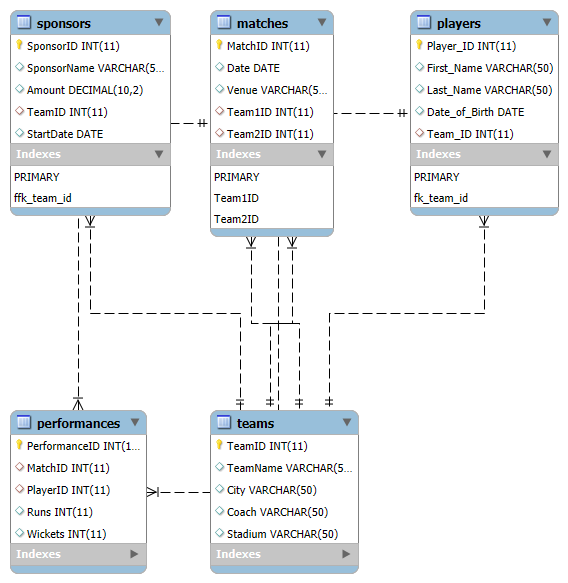 sponsors
SponsorID INT(11)
SponsorName VARCHAR(5...
Amount DECIMAL(10,2)
TeamID INT(11)
StartDate DATE
Indexes
PRIMARY
ffk_team_id
matches
MatchID INT(11)
Date DATE
Venue VARCHAR(5...
Team1ID INT(11)
Team2ID INT(11)
Indexes
PRIMARY
Team1ID
Team2ID
players
Player_ID INT(11)
First_Name VARCHAR(50)
Last_Name VARCHAR(50)
Date_of_Birth DATE
Team_ID INT(11)
Indexes
PRIMARY
fk_team_id
performances
PerformanceID INT(1...
MatchID INT(11)
PlayerID INT(11)
Runs INT(11)
Wickets INT(11)
Indexes
teams
TeamID INT(11)
TeamName VARCHAR(5...
City VARCHAR(50)
Coach VARCHAR(50)
Stadium VARCHAR(50)
Indexes